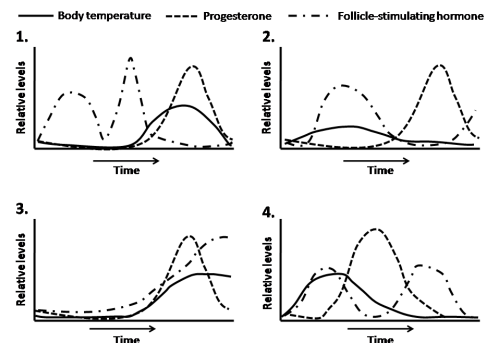 Body temperature Progesterone Follicle-stimulating hormone
1. 2.
Relative levels Relative levels
Time Time
3. 4.
Relative levels Relative levels
Time Time